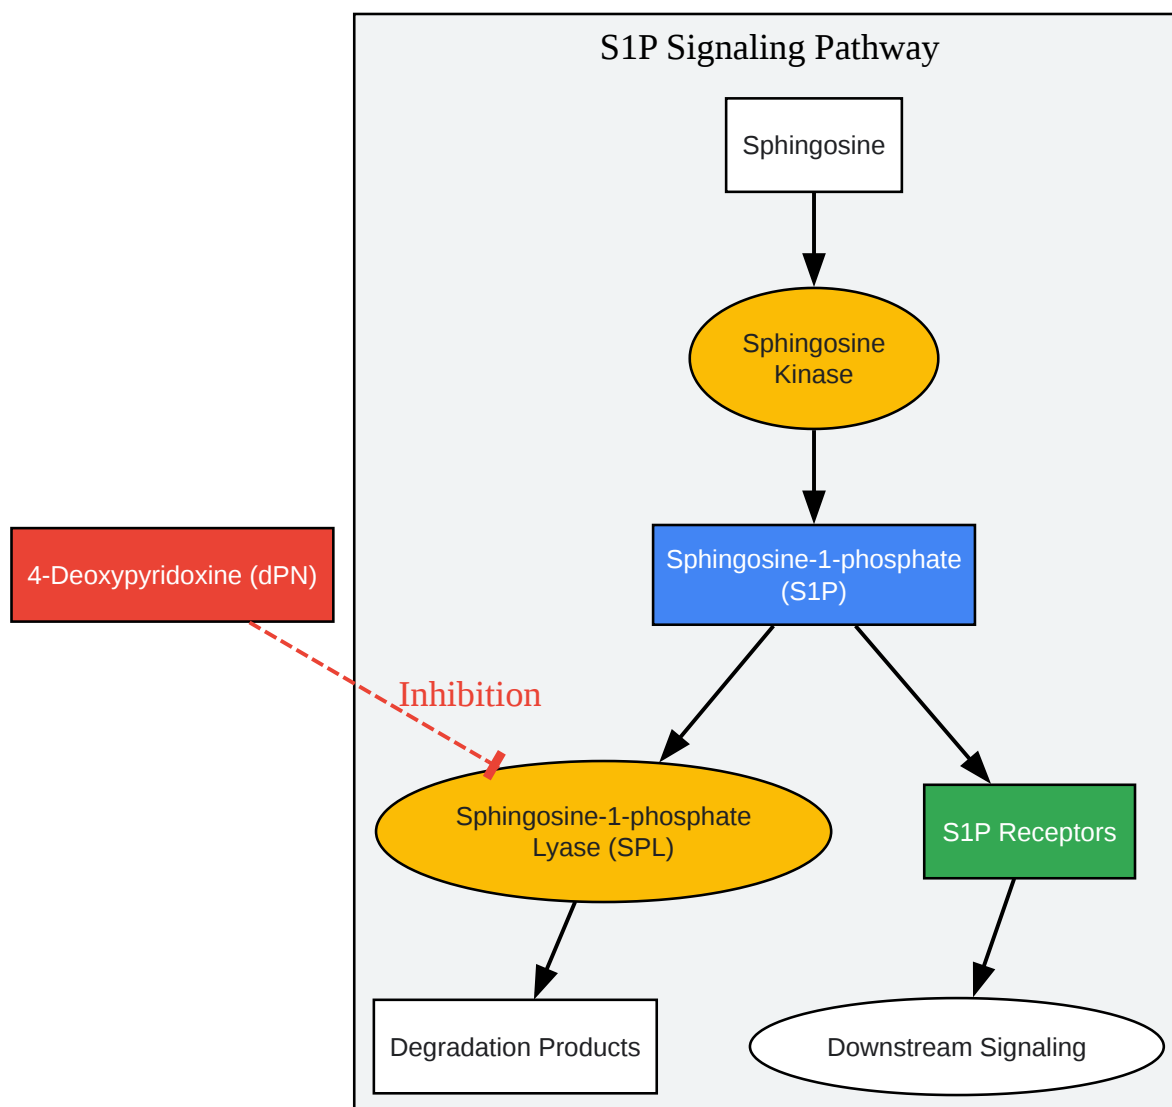 S1P Signaling Pathway
Sphingosine
Sphingosine
Kinase
4-Deoxypyridoxine (dPN)
Sphingosine-1-phosphate
(S1P)
Inhibition
Sphingosine-1-phosphate
Lyase (SPL)
S1P Receptors
Degradation Products
Downstream Signaling